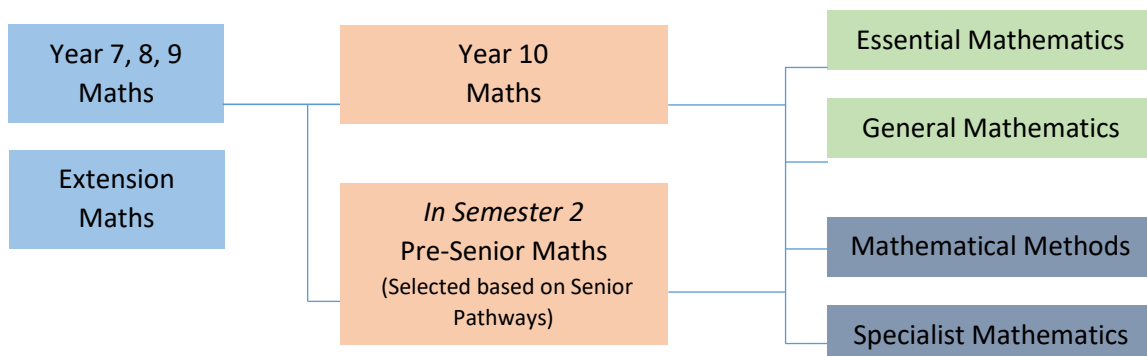 Year 7, 8, 9
Maths
Extension
Maths
Year 10
Maths
In Semester 2
Pre-Senior Maths
(Selected based on Senior
Pathways)
Essential Mathematics
General Mathematics
Mathematical Methods
Specialist Mathematics